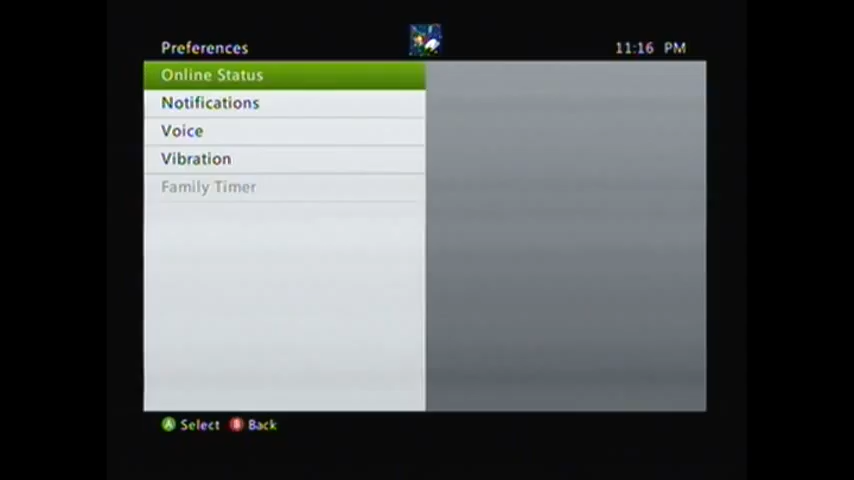 Preferences
11:16 PM
Online Status
Notifications
Voice
Vibration
Family Timer
A Select B Back